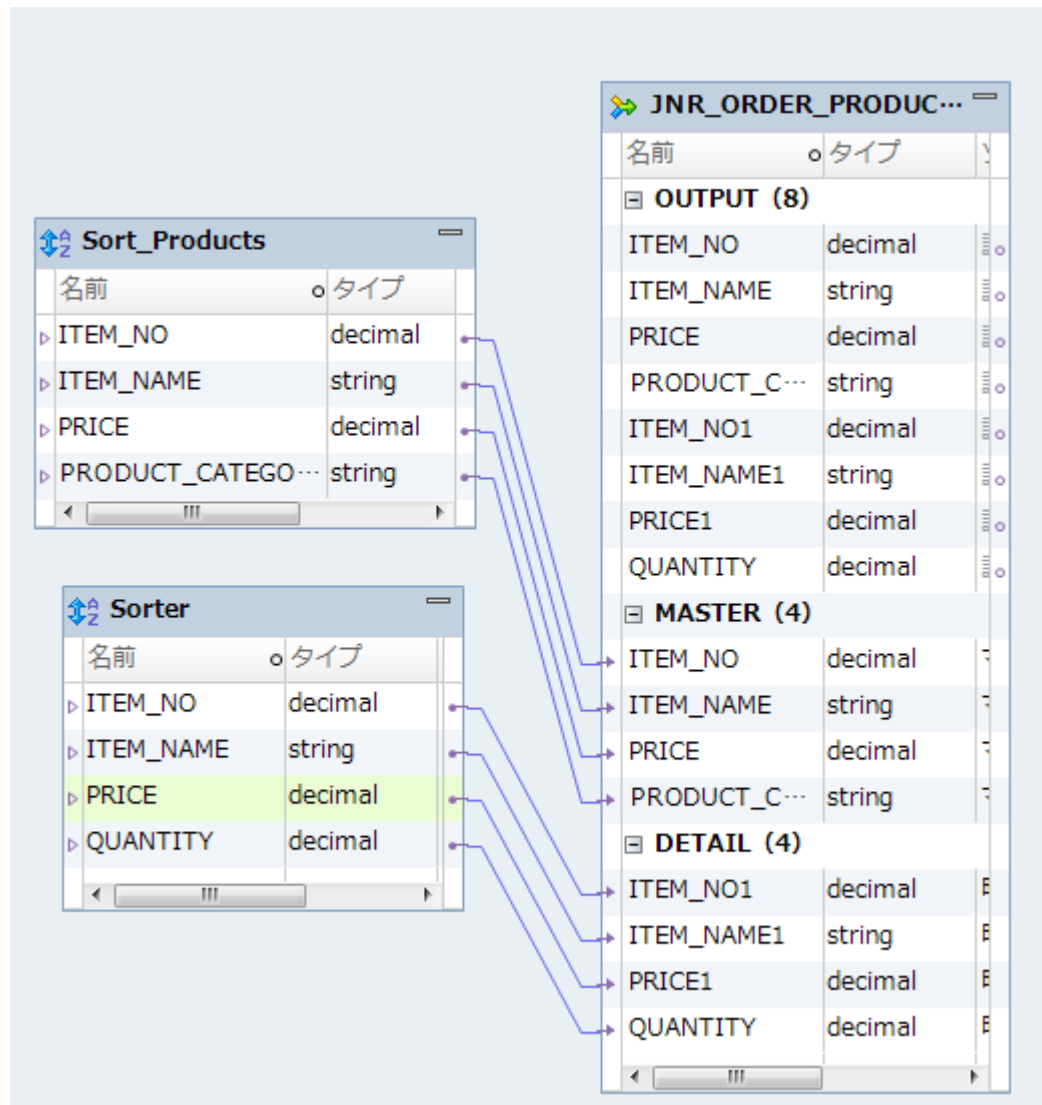 Sort_Products
名前 タイプ
ITEM_NO decimal
ITEM_NAME string
PRICE decimal
PRODUCT_CATEGO··· string
Sorter
名前 タイプ
ITEM_NO decimal
ITEM_NAME string
PRICE decimal
QUANTITY decimal
JNR_ORDER_PRODUC···
名前 タイプ
OUTPUT (8)
ITEM_NO decimal
ITEM_NAME string
PRICE decimal
PRODUCT_C··· string
ITEM_NO1 decimal
ITEM_NAME1 string
PRICE1 decimal
QUANTITY decimal
MASTER (4)
ITEM_NO decimal
ITEM_NAME string
PRICE decimal
PRODUCT_C··· string
DETAIL (4)
ITEM_NO1 decimal
ITEM_NAME1 string
PRICE1 decimal
QUANTITY decimal